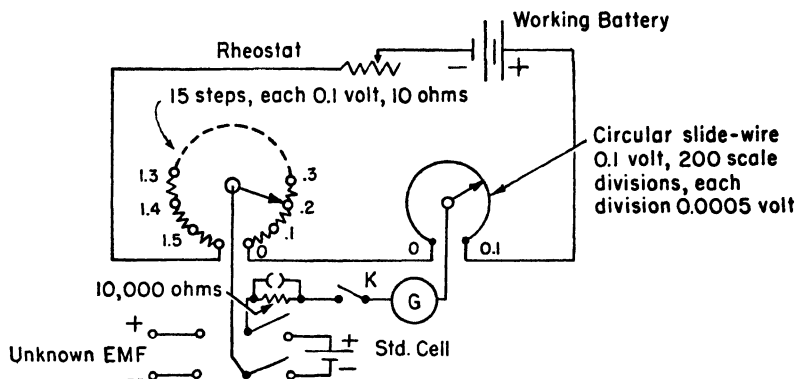 Working Battery
Rheostat
− +
15 steps, each 0.1 volt, 10 ohms
Circular slide-wire
0.1 volt, 200 scale
divisions, each
division 0.0005 volt
1.3
.3
1.4
.2
1.5
.1
0
0
0.1
10,000 ohms
K
G
+
Unknown EMF
−
+
Std. Cell
−